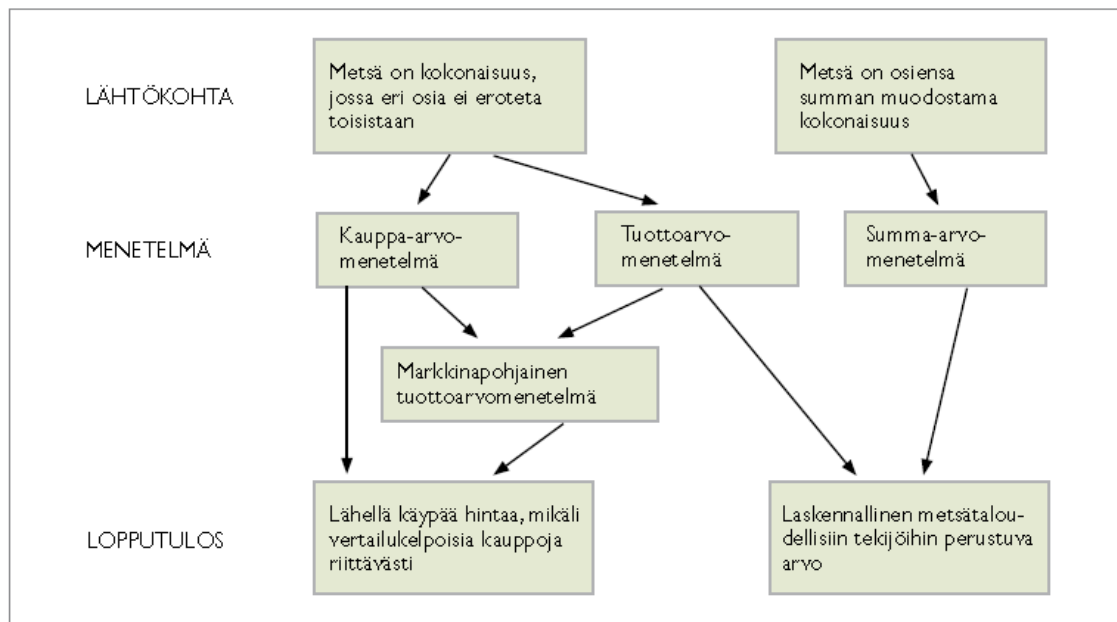 LÄHTÖKOHTA
Metsä on kokonaisuus,
jossa eri osia ei eroteta
toisistaan
Metsä on osiensa
summan muodostama
kokonaisuus
MENETELMÄ
Kauppa-arvo-
menetelmä
Tuottoarvo-
menetelmä
Summa-arvo-
menetelmä
Markkinapohjainen
tuottoarvomenetelmä
LOPPUTULOS
Lähellä käypää hintaa, mikäli
vertailukelpoisia kauppoja
riittävästi
Laskennallinen metsätalou-
dellisiin tekijöihin perustuva
arvo